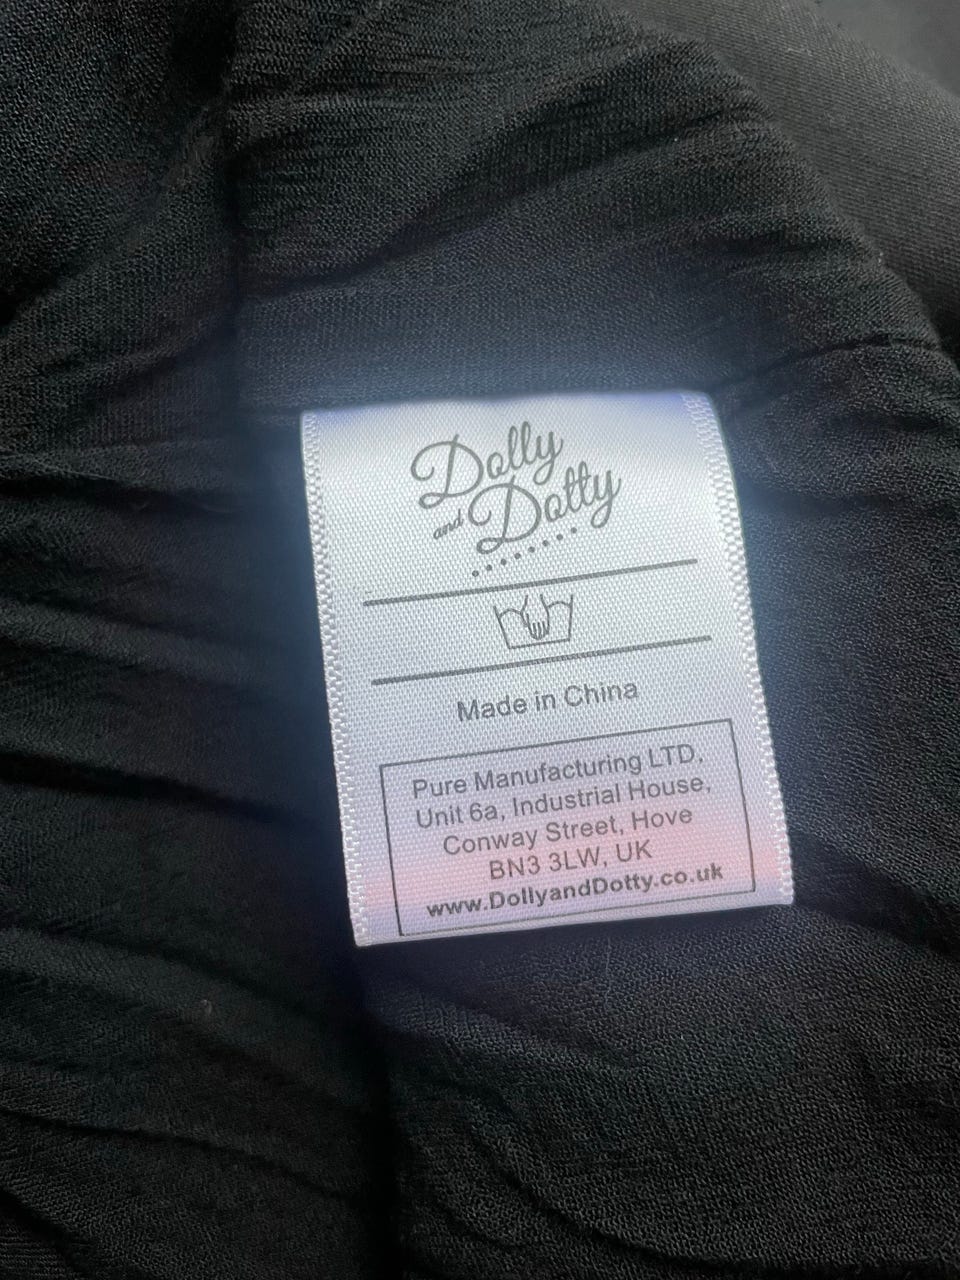 Dolly
and Dotty
Made in China
Pure Manufacturing LTD,
Unit 6a, Industrial House,
Conway Street, Hove
BN3 3LW, UK
www.DollyandDotty.co.uk